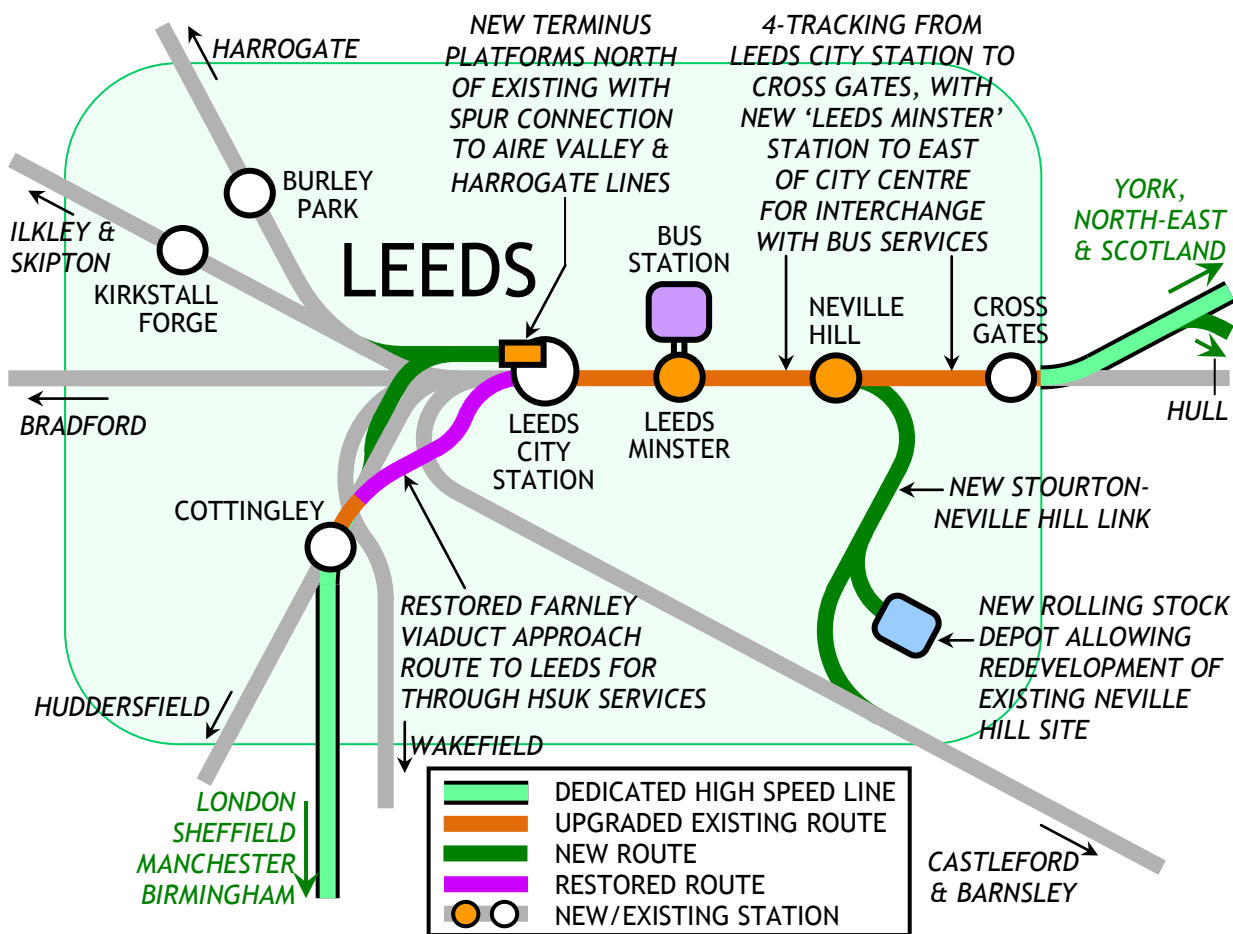 HARROGATE
NEW TERMINUS
PLATFORMS NORTH
OF EXISTING WITH
SPUR CONNECTION
TO AIRE VALLEY &
HARROGATE LINES
4-TRACKING FROM
LEEDS CITY STATION TO
CROSS GATES, WITH
NEW ‘LEEDS MINSTER’
STATION TO EAST
OF CITY CENTRE
FOR INTERCHANGE
WITH BUS SERVICES
BURLEY
PARK
YORK,
NORTH-EAST
& SCOTLAND
ILKLEY &
SKIPTON
KIRKSTALL
FORGE
LEEDS
BUS
STATION
NEVILLE
HILL
CROSS
GATES
BRADFORD
LEEDS
CITY
STATION
LEEDS
MINSTER
HULL
COTTINGLEY
NEW STOURTON-
NEVILLE HILL LINK
RESTORED FARNLEY
VIADUCT APPROACH
ROUTE TO LEEDS FOR
THROUGH HSUK SERVICES
NEW ROLLING STOCK
DEPOT ALLOWING
REDEVELOPMENT OF
EXISTING NEVILLE
HILL SITE
HUDDERSFIELD
WAKEFIELD
LONDON
SHEFFIELD
MANCHESTER
BIRMINGHAM
DEDICATED HIGH SPEED LINE
UPGRADED EXISTING ROUTE
NEW ROUTE
RESTORED ROUTE
NEW/EXISTING STATION
CASTLEFORD
& BARNSLEY